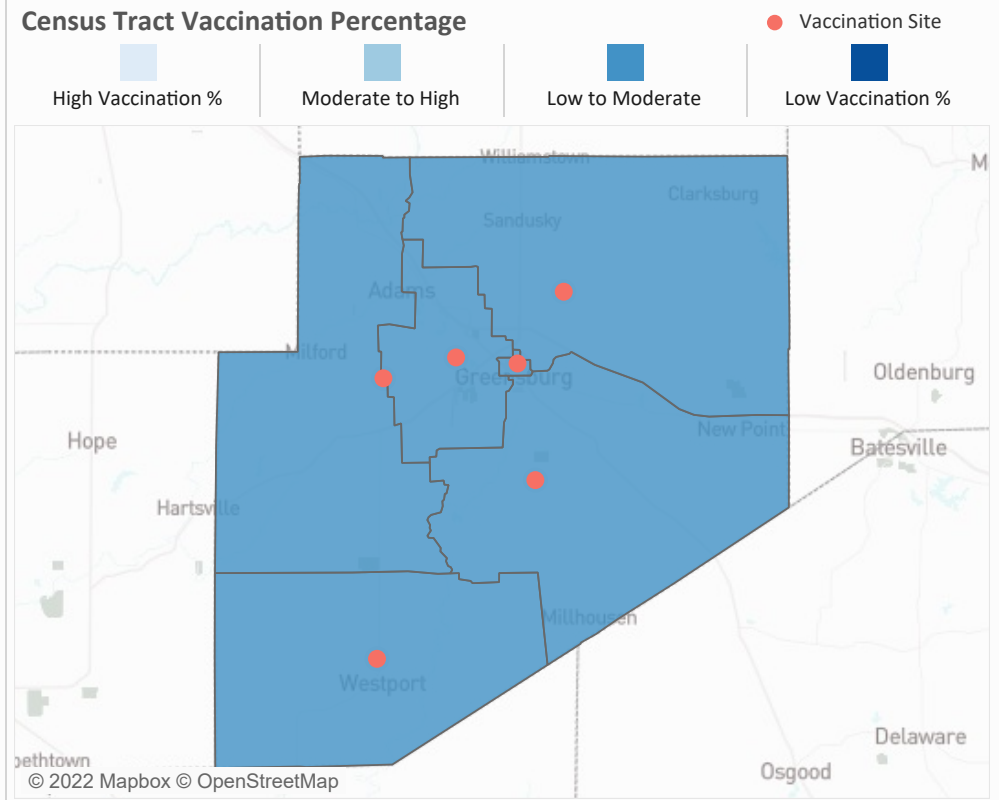 Census Tract Vaccination Percentage
Vaccination Site
High Vaccination %
Moderate to High
Low to Moderate
Low Vaccination %
Williamstown
M
Clarksburg
Sandusky
Adams
Milford
Greensburg
Oldenburg
New Point
Hope
Batesville
Hartsville
Millhousen
Westport
Delaware
pethtown
Osgood
© 2022 Mapbox © OpenStreetMap